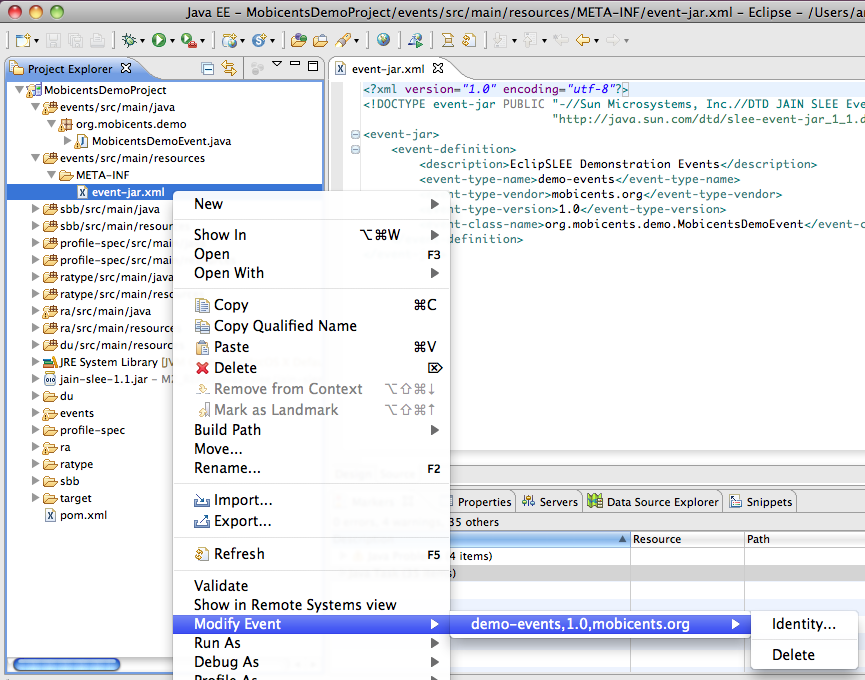 Java EE – MobicentsDemoProject/events/src/main/resources/META-INF/event-jar.xml – Eclipse – /Users/ar
Project Explorer
event-jar.xml
MobicentsDemoProject
events/src/main/java
org.mobicents.demo
MobicentsDemoEvent.java
events/src/main/resources
META-INF
event-jar.xml
sbb/src/main/java
sbb/src/main/resour
profile-spec/src/mai
profile-spec/src/mai
ratype/src/main/java
ratype/src/main/resc
ra/src/main/java
ra/src/main/resource
du/src/main/resourc
JRE System Library [JV
jain-slee-1.1.jar – M2
du
events
profile-spec
ra
ratype
sbb
target
pom.xml
<?xml version="1.0" encoding="utf-8"?>
<!DOCTYPE event-jar PUBLIC "-//Sun Microsystems, Inc.//DTD JAIN SLEE Eve
"http://java.sun.com/dtd/slee-event-jar_1_1.d
<event-jar>
<event-definition>
<description>EclipSLEE Demonstration Events</description>
<event-type-name>demo-events</event-type-name>
-type-vendor>mobicents.org</event-type-vendor>
-type-version>1.0</event-type-version>
-class-name>org.mobicents.demo.MobicentsDemoEvent</event-c
definition>
New
Show In ⌥⌘W
Open F3
Open With
Copy ⌘C
Copy Qualified Name
Paste ⌘V
Delete ⌦
Remove from Context ⌥⇧⌘↓
Mark as Landmark ⌥⇧⌘↑
Build Path
Move...
Rename... F2
Import...
Export...
Refresh F5
Validate
Show in Remote Systems view
Modify Event
Run As
Debug As
Profile As
demo-events,1.0,mobicents.org
Identity...
Delete
Properties
Servers
Data Source Explorer
Snippets
35 others
Resource
Path
4 items)
)